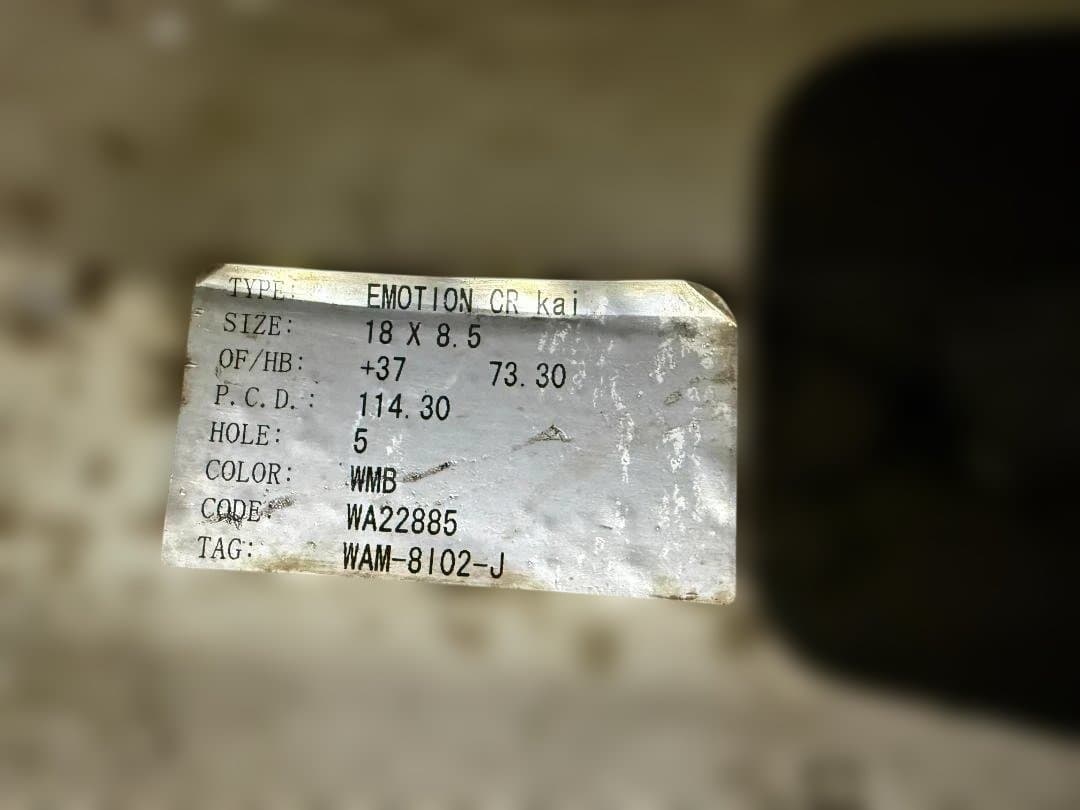 TYPE: EMOTION CR kai
SIZE: 18 X 8.5
OF/HB: +37 73.30
P.C.D.: 114.30
HOLE: 5
COLOR: WMB
CODE: WA22885
TAG: WAM-8I02-J